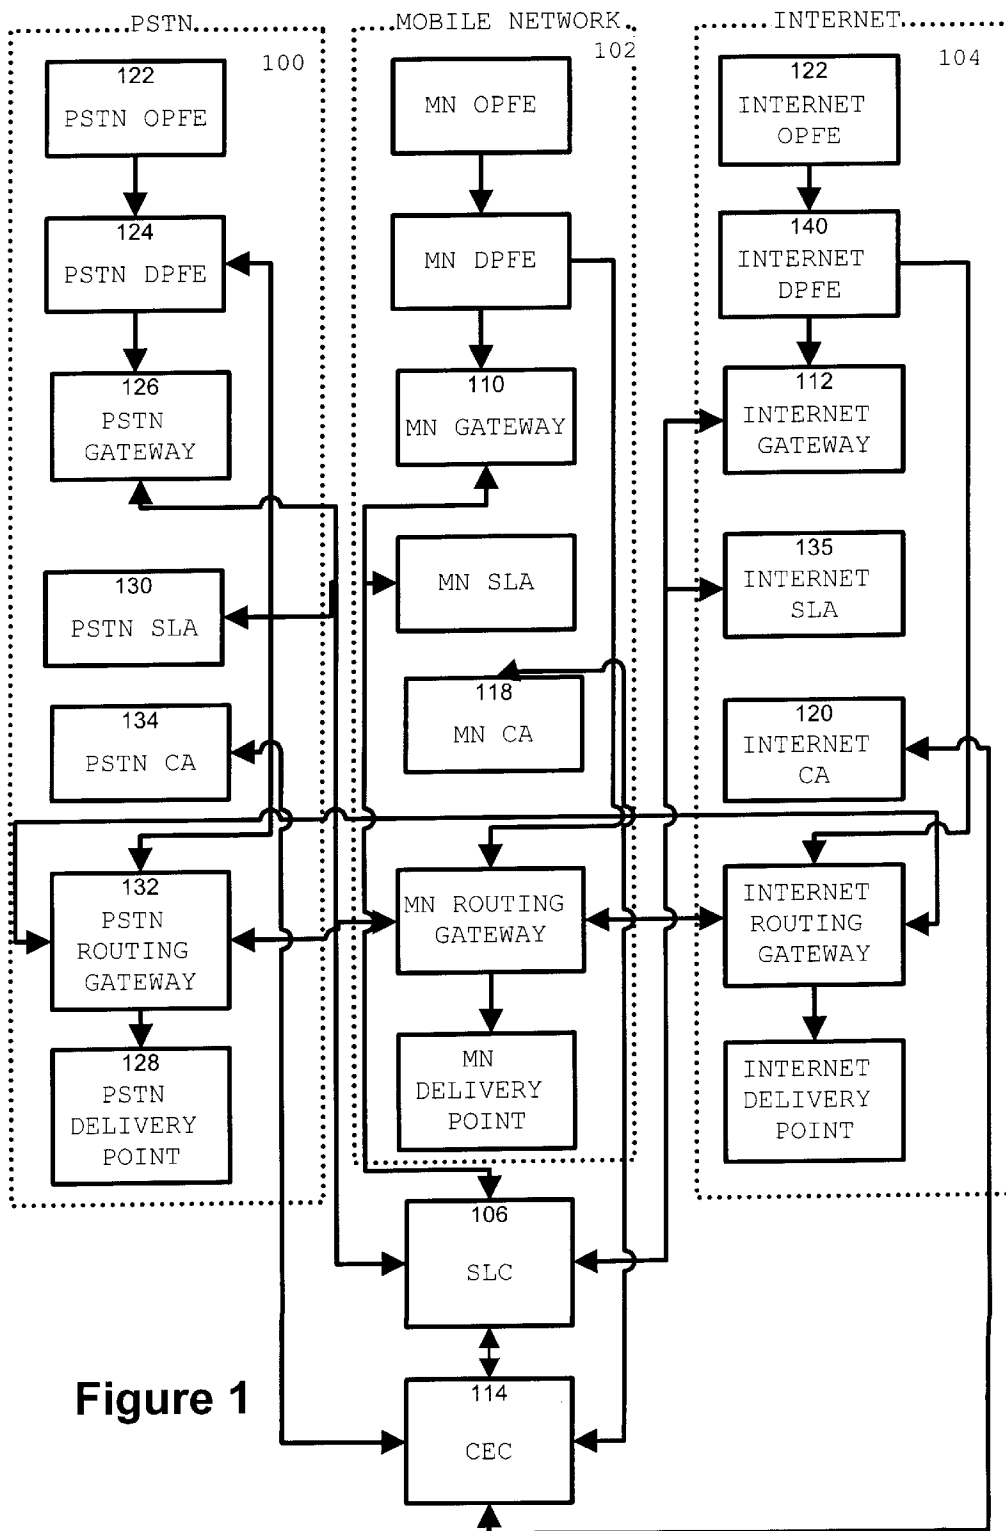 PSTN
100
122
PSTN OPFE
124
PSTN DPFE
126
PSTN
GATEWAY
130
PSTN SLA
134
PSTN CA
132
PSTN
ROUTING
GATEWAY
128
PSTN
DELIVERY
POINT
MOBILE NETWORK
102
MN OPFE
MN DPFE
110
MN GATEWAY
MN SLA
118
MN CA
MN ROUTING
GATEWAY
MN
DELIVERY
POINT
INTERNET
104
122
INTERNET
OPFE
140
INTERNET
DPFE
112
INTERNET
GATEWAY
135
INTERNET
SLA
120
INTERNET
CA
INTERNET
ROUTING
GATEWAY
INTERNET
DELIVERY
POINT
106
SLC
114
CEC
Figure 1